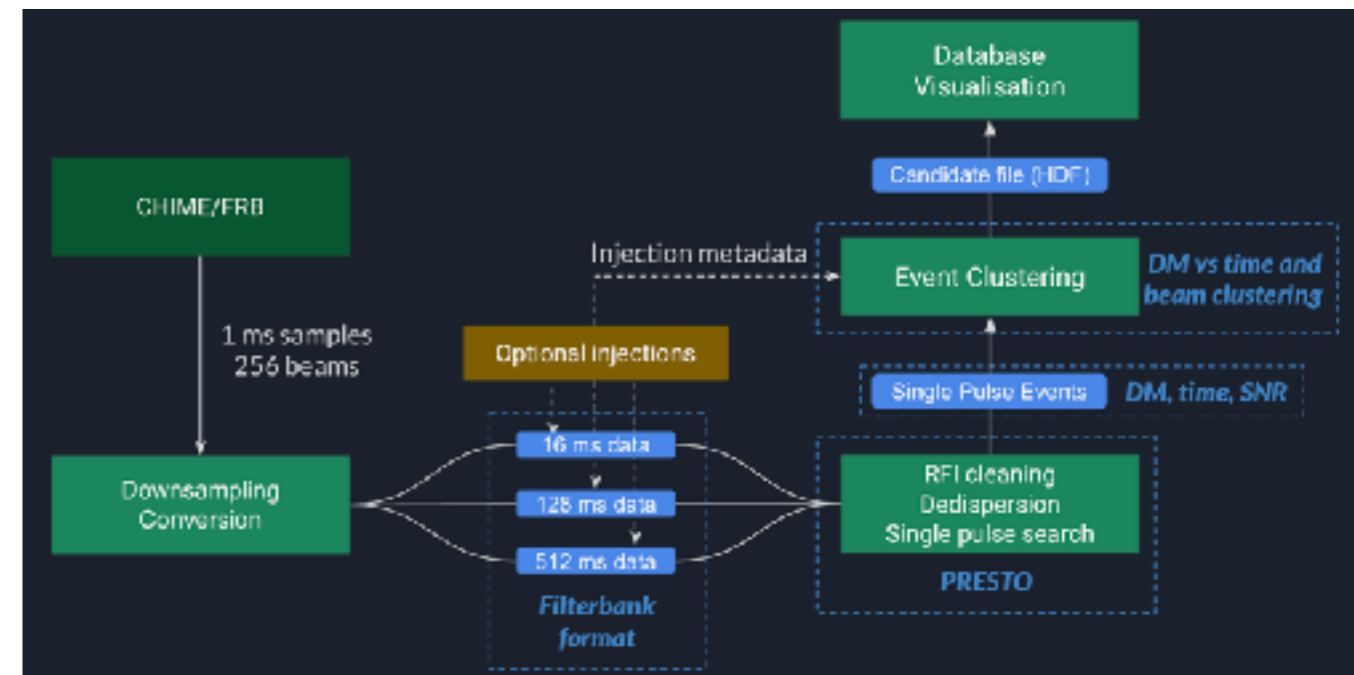 Database
Visualisation
Candidate file (HDF)
CHIME/FRB
Injection metadata
Event Clustering
DM vs time and
beam clustering
1 ms samples
256 beams
Optional injections
Single Pulse Events
DM, time, SNR
16 ms data
Downsampling
Conversion
128 ms data
512 ms data
RFI cleaning
Dedispersion
Single pulse search
PRESTO
Filterbank
format